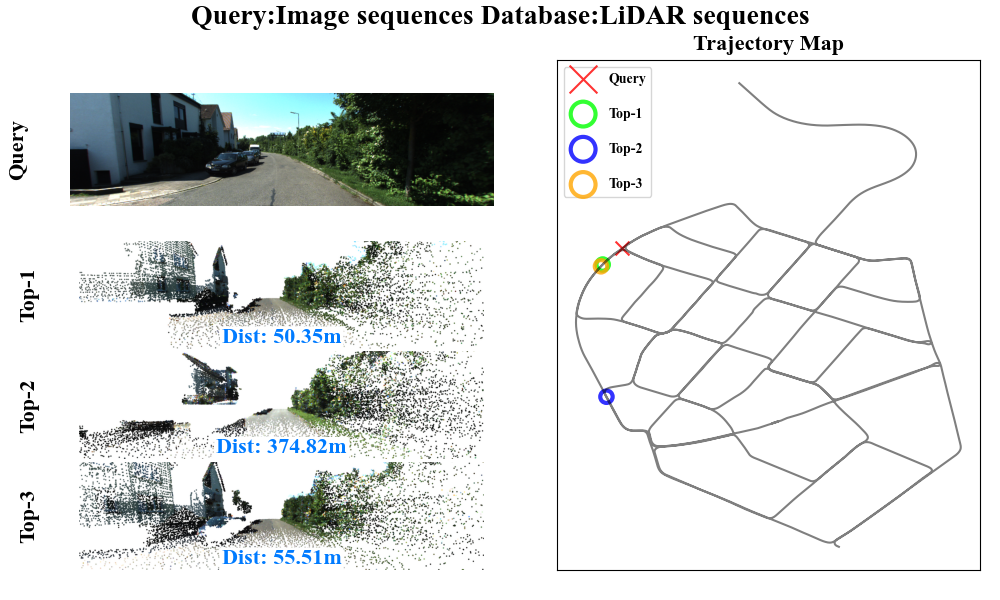 Query:Image sequences Database:LiDAR sequences
Query
Top-1
Dist: 50.35m
Top-2
Dist: 374.82m
Top-3
Dist: 55.51m
Trajectory Map
Query
Top-1
Top-2
Top-3